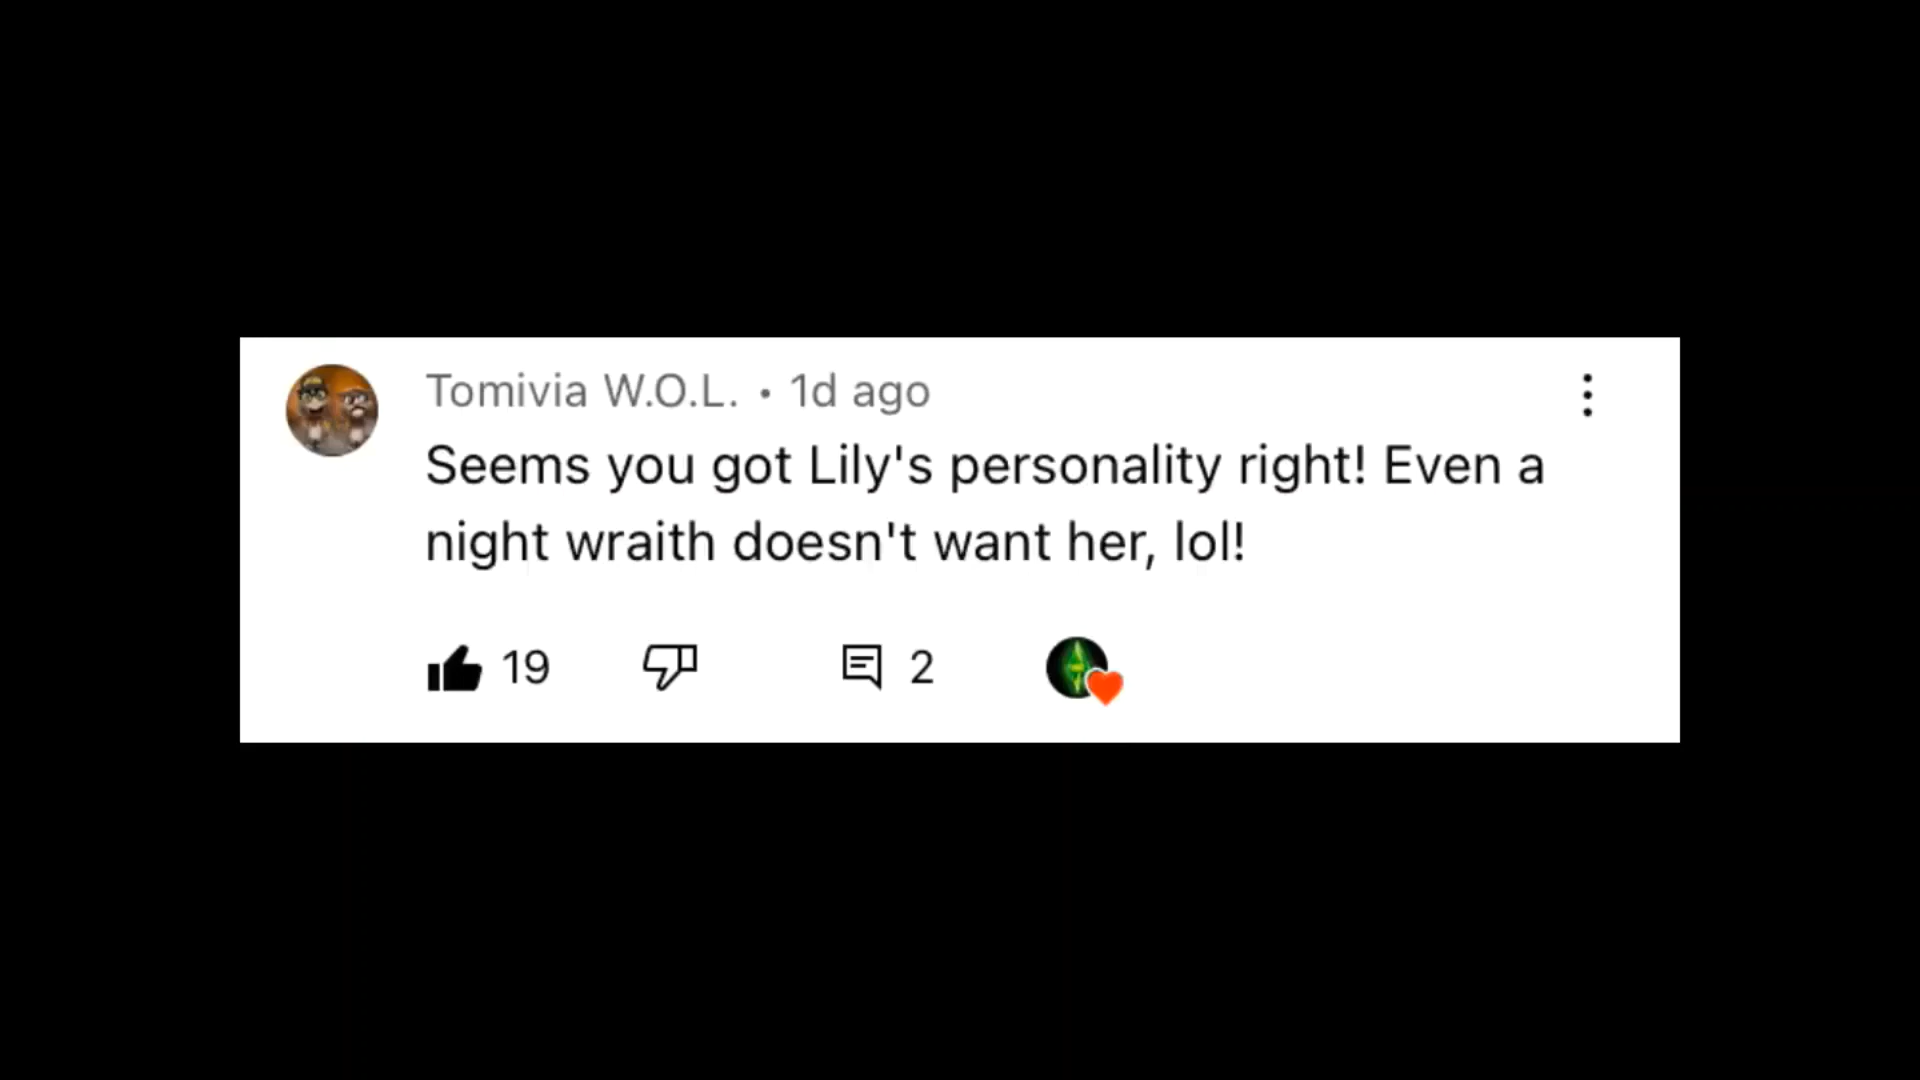 Tomivia W.O.L. • 1d ago
Seems you got Lily's personality right! Even a
night wraith doesn't want her, lol!
19 2